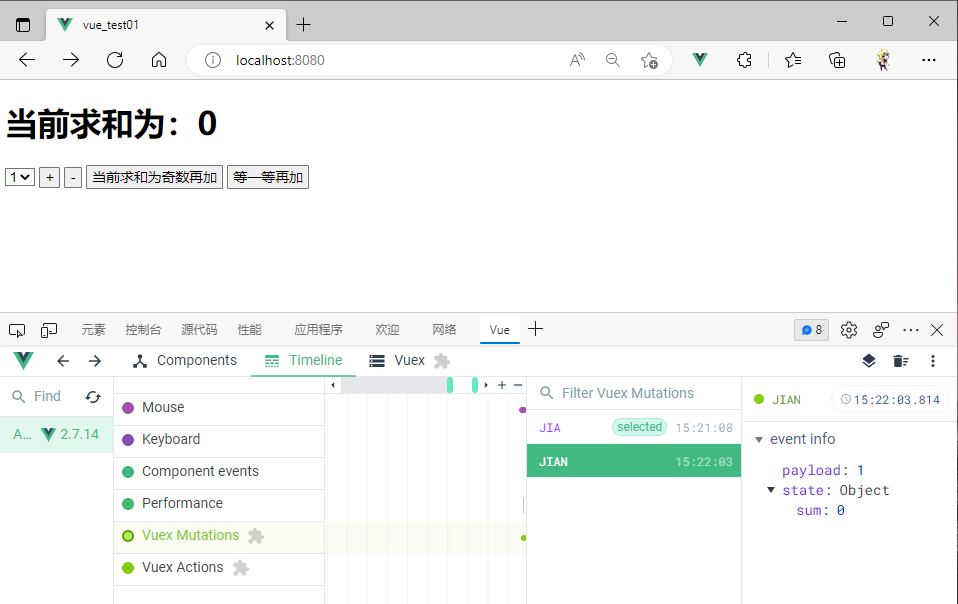 vue_test01
localhost:8080
当前求和为：0
1 + - 当前求和为奇数再加 等一等再加
元素 控制台 源代码 性能 应用程序 欢迎 网络 Vue 8
Components Timeline Vuex
Find
A... 2.7.14
Mouse
Keyboard
Component events
Performance
Vuex Mutations
Vuex Actions
Filter Vuex Mutations
JIA selected 15:21:08
JIAN 15:22:03
JIAN 15:22:03.814
event info
payload: 1
state: Object
sum: 0